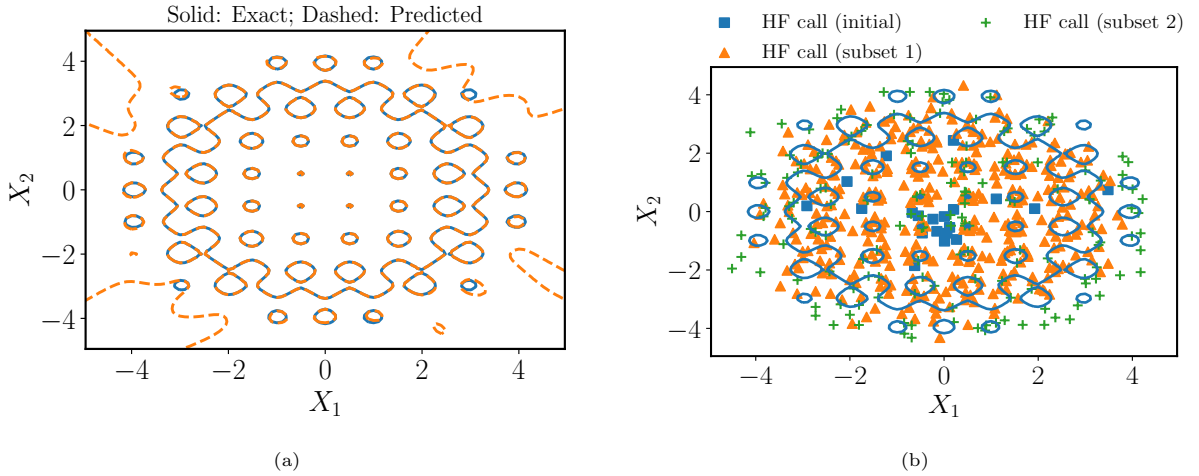 Solid: Exact; Dashed: Predicted
4
2
0
−2
−4
X2
−4
−2
0
2
4
X1
(a)
HF call (initial)
HF call (subset 1)
HF call (subset 2)
4
2
0
−2
−4
X2
−4
−2
0
2
4
X1
(b)